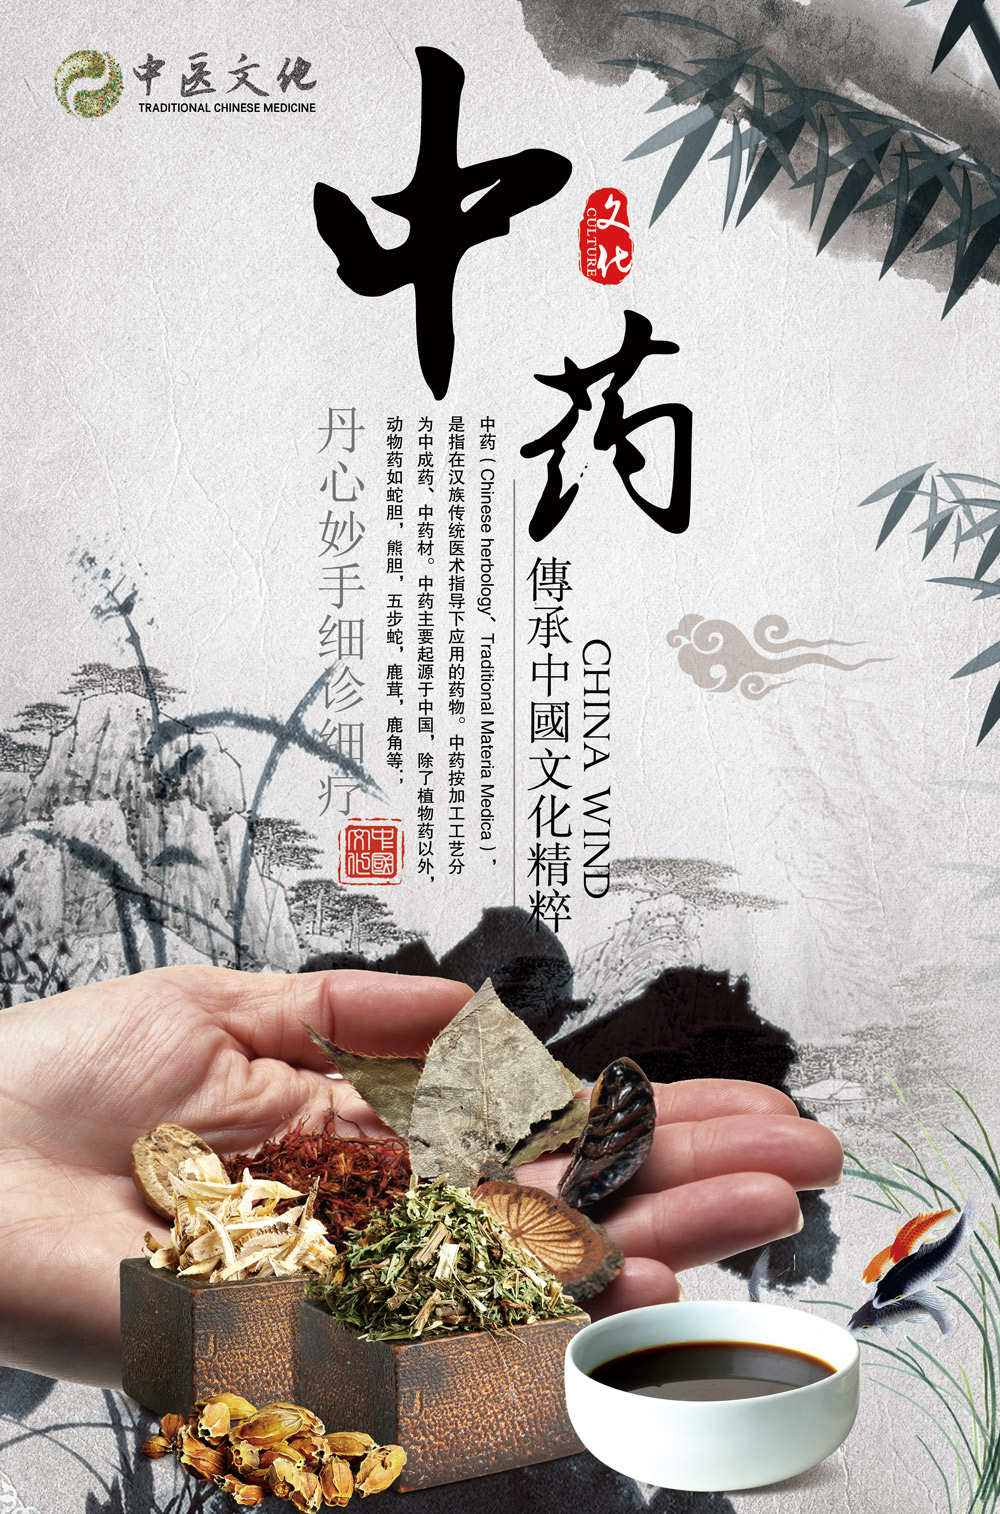 中医文化
TRADITIONAL CHINESE MEDICINE
中药
文化
CULTURE
傳承中國文化精粹
CHINA WIND
中药（Chinese herbology、Traditional Materia Medica），
是指在汉族传统医术指导下应用的药物。中药按加工工艺分
为中成药、中药材。中药主要起源于中国，除了植物药以外，
动物药如蛇胆，熊胆，五步蛇，鹿茸，鹿角等；
丹心妙手细诊细疗
中國
文化